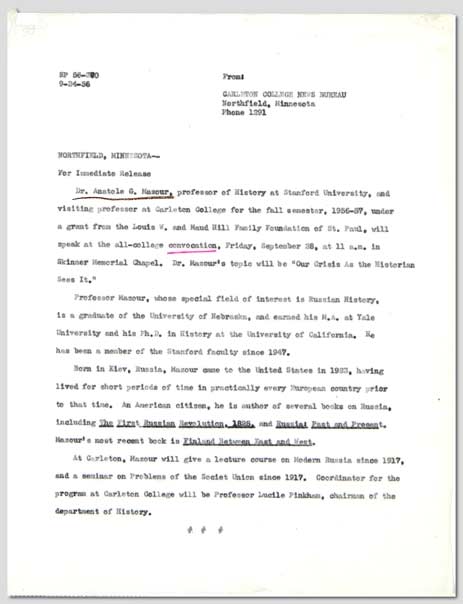 SP 56-270
9-24-56
From:
CARLETON COLLEGE NEWS BUREAU
Northfield, Minnesota
Phone 1291
NORTHFIELD, MINNESOTA--
For Immediate Release
Dr. Anatole G. Mazour, professor of History at Stanford University, and
visiting professor at Carleton College for the fall semester, 1956-57, under
a grant from the Louis W. and Maud Hill Family Foundation of St. Paul, will
speak at the all-college convocation, Friday, September 28, at 11 a.m. in
Skinner Memorial Chapel. Dr. Mazour's topic will be "Our Crisis As the Historian
Sees It."
Professor Mazour, whose special field of interest is Russian History,
is a graduate of the University of Nebraska, and earned his M.A. at Yale
University and his Ph.D. in History at the University of California. He
has been a member of the Stanford faculty since 1947.
Born in Kiev, Russia, Mazour came to the United States in 1923, having
lived for short periods of time in practically every European country prior
to that time. An American citizen, he is author of several books on Russia,
including The First Russian Revolution, 1825, and Russia: Past and Present.
Mazour's most recent book is Finland Between East and West.
At Carleton, Mazour will give a lecture course on Modern Russia since 1917,
and a seminar on Problems of the Soviet Union since 1917. Coordinator for the
program at Carleton College will be Professor Lucile Pinkham, chairman of the
department of History.
# # #